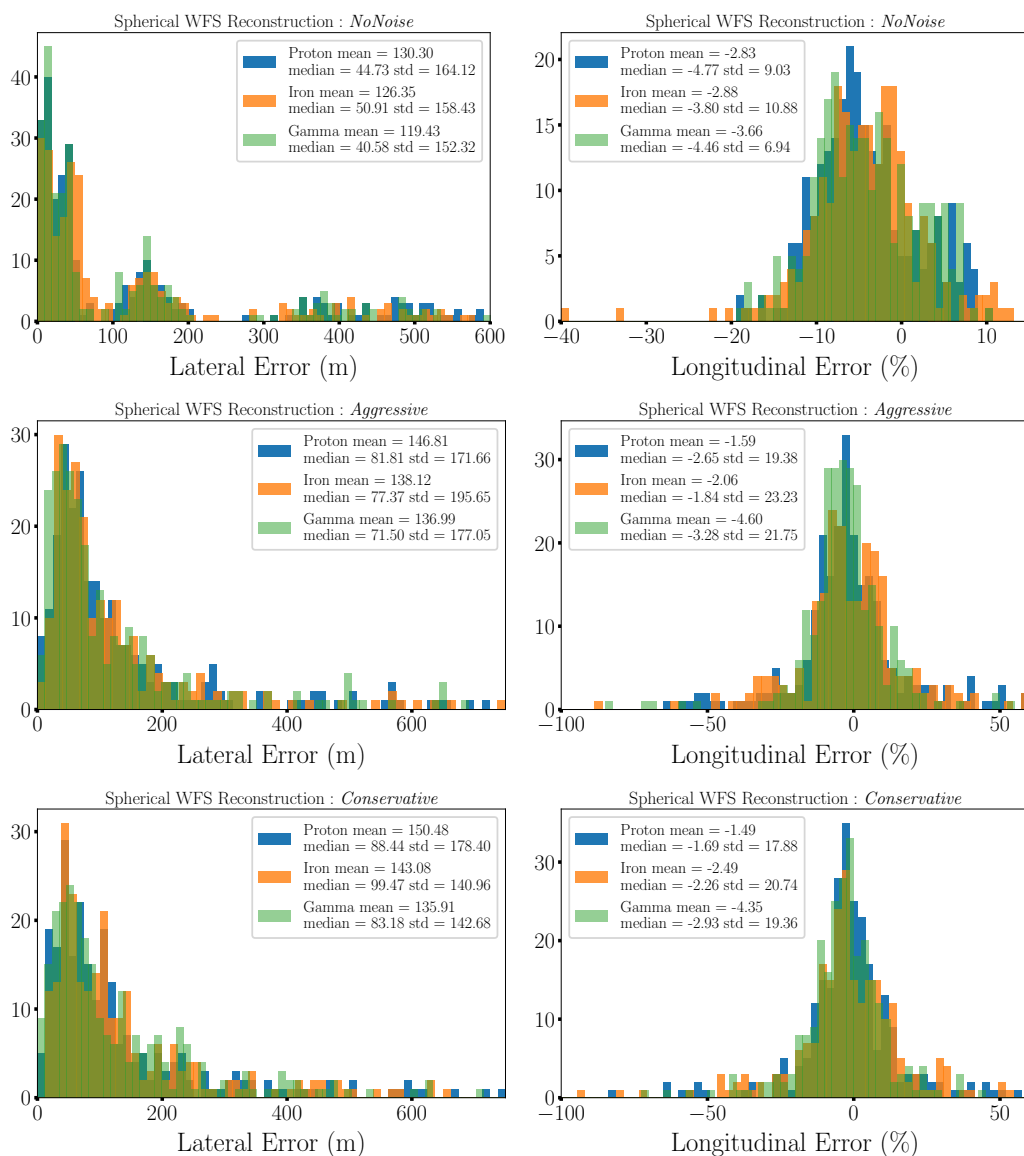 Spherical WFS Reconstruction : NoNoise
Proton mean = 130.30
median = 44.73 std = 164.12
Iron mean = 126.35
median = 50.91 std = 158.43
Gamma mean = 119.43
median = 40.58 std = 152.32
40
30
20
10
0
0 100 200 300 400 500 600
Lateral Error (m)
Spherical WFS Reconstruction : NoNoise
Proton mean = -2.83
median = -4.77 std = 9.03
Iron mean = -2.88
median = -3.80 std = 10.88
Gamma mean = -3.66
median = -4.46 std = 6.94
20
15
10
5
0
−40 −30 −20 −10 0 10
Longitudinal Error (%)
Spherical WFS Reconstruction : Aggressive
Proton mean = 146.81
median = 81.81 std = 171.66
Iron mean = 138.12
median = 77.37 std = 195.65
Gamma mean = 136.99
median = 71.50 std = 177.05
30
20
10
0
0 200 400 600
Lateral Error (m)
Spherical WFS Reconstruction : Aggressive
Proton mean = -1.59
median = -2.65 std = 19.38
Iron mean = -2.06
median = -1.84 std = 23.23
Gamma mean = -4.60
median = -3.28 std = 21.75
30
20
10
0
−100 −50 0 50
Longitudinal Error (%)
Spherical WFS Reconstruction : Conservative
Proton mean = 150.48
median = 88.44 std = 178.40
Iron mean = 143.08
median = 99.47 std = 140.96
Gamma mean = 135.91
median = 83.18 std = 142.68
30
20
10
0
0 200 400 600
Lateral Error (m)
Spherical WFS Reconstruction : Conservative
Proton mean = -1.49
median = -1.69 std = 17.88
Iron mean = -2.49
median = -2.26 std = 20.74
Gamma mean = -4.35
median = -2.93 std = 19.36
30
20
10
0
−100 −50 0 50
Longitudinal Error (%)